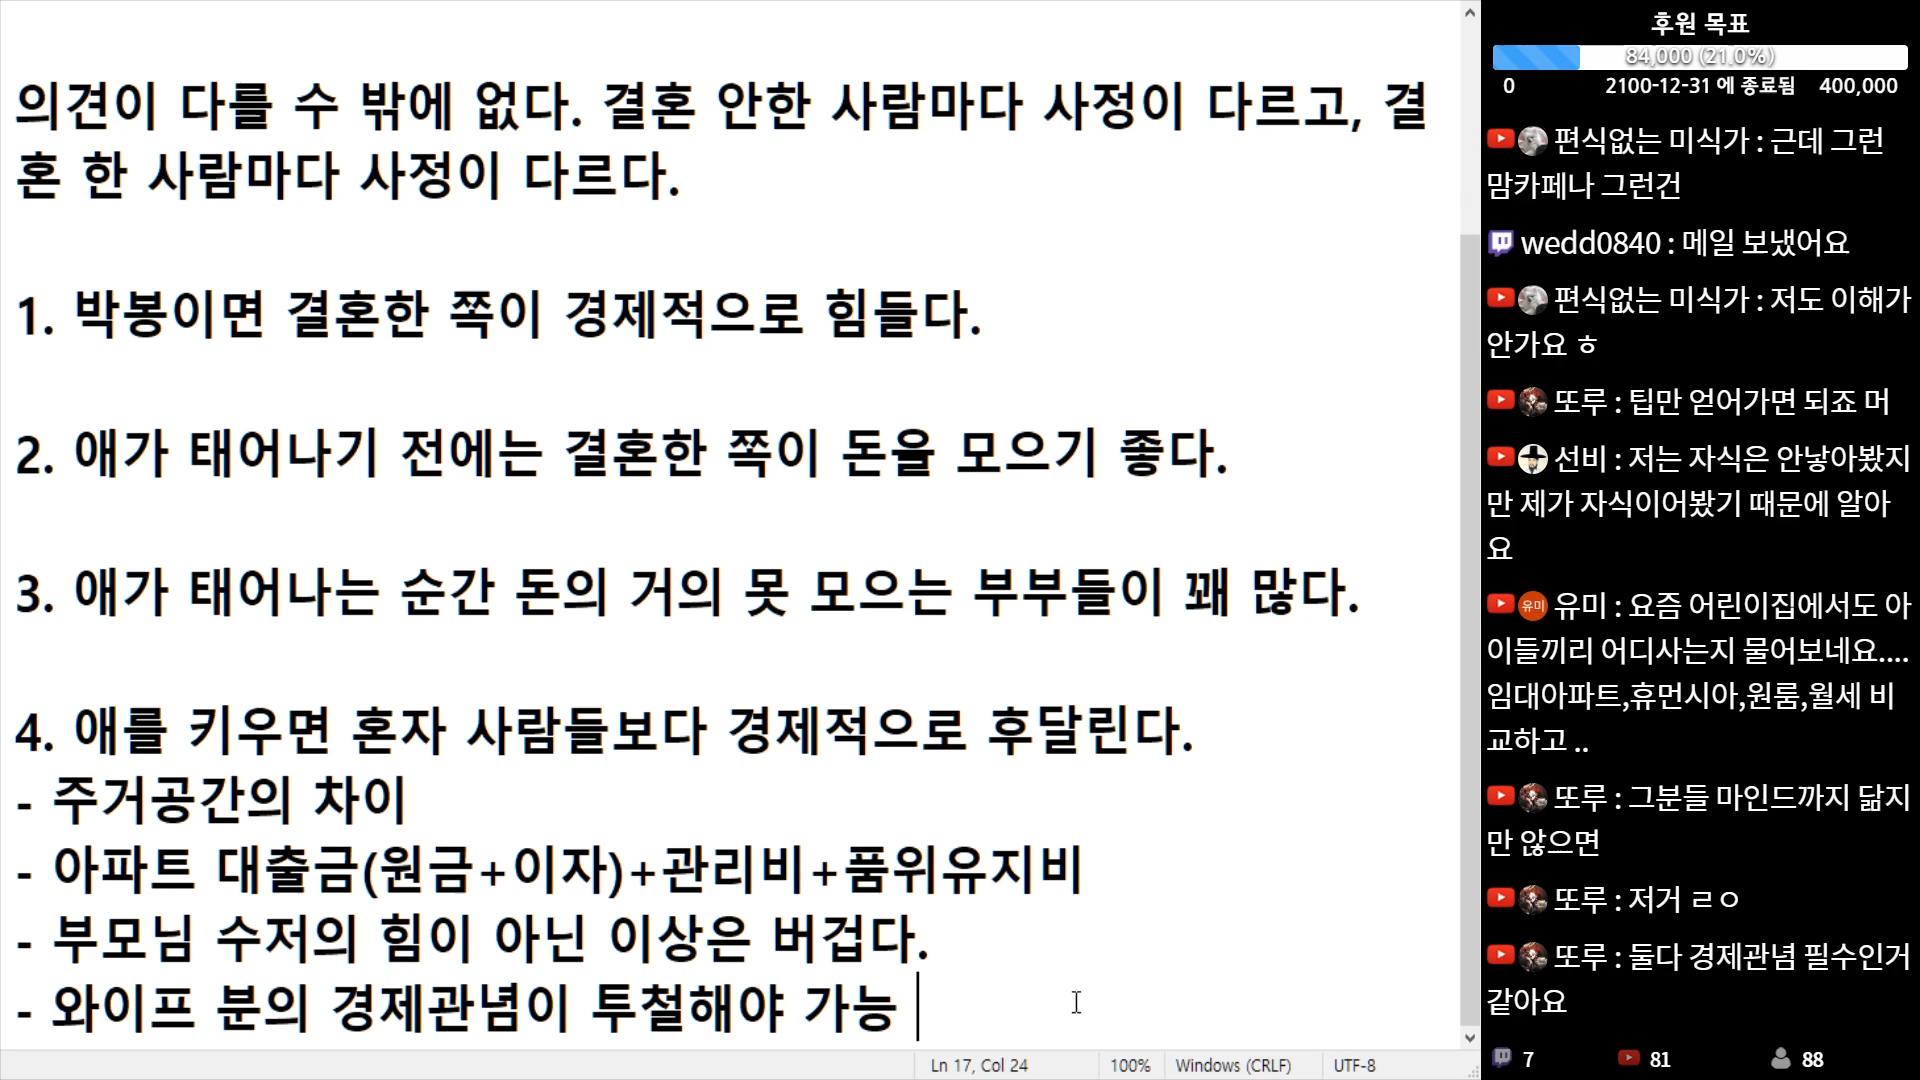 의견이 다를 수 밖에 없다. 결혼 안한 사람마다 사정이 다르고, 결
혼 한 사람마다 사정이 다르다.
1. 박봉이면 결혼한 쪽이 경제적으로 힘들다.
2. 애가 태어나기 전에는 결혼한 쪽이 돈을 모으기 좋다.
3. 애가 태어나는 순간 돈의 거의 못 모으는 부부들이 꽤 많다.
4. 애를 키우면 혼자 사람들보다 경제적으로 후달린다.
- 주거공간의 차이
- 아파트 대출금(원금+이자)+관리비+품위유지비
- 부모님 수저의 힘이 아닌 이상은 버겁다.
- 와이프 분의 경제관념이 투철해야 가능
Ln 17, Col 24
100%
Windows (CRLF)
UTF-8
후원 목표
84,000 (21.0%)
0 2100-12-31 에 종료됨 400,000
편식없는 미식가 : 근데 그런
맘카페나 그런건
wedd0840 : 메일 보냈어요
편식없는 미식가 : 저도 이해가
안가요 ㅎ
또루 : 팁만 얻어가면 되죠 머
선비 : 저는 자식은 안낳아봤지
만 제가 자식이어봤기 때문에 알아
요
유미 유미 : 요즘 어린이집에서도 아
이들끼리 어디사는지 물어보네요....
임대아파트,휴먼시아,원룸,월세 비
교하고 ..
또루 : 그분들 마인드까지 닮지
만 않으면
또루 : 저거 ㄹㅇ
또루 : 둘다 경제관념 필수인거
같아요
7 81 88